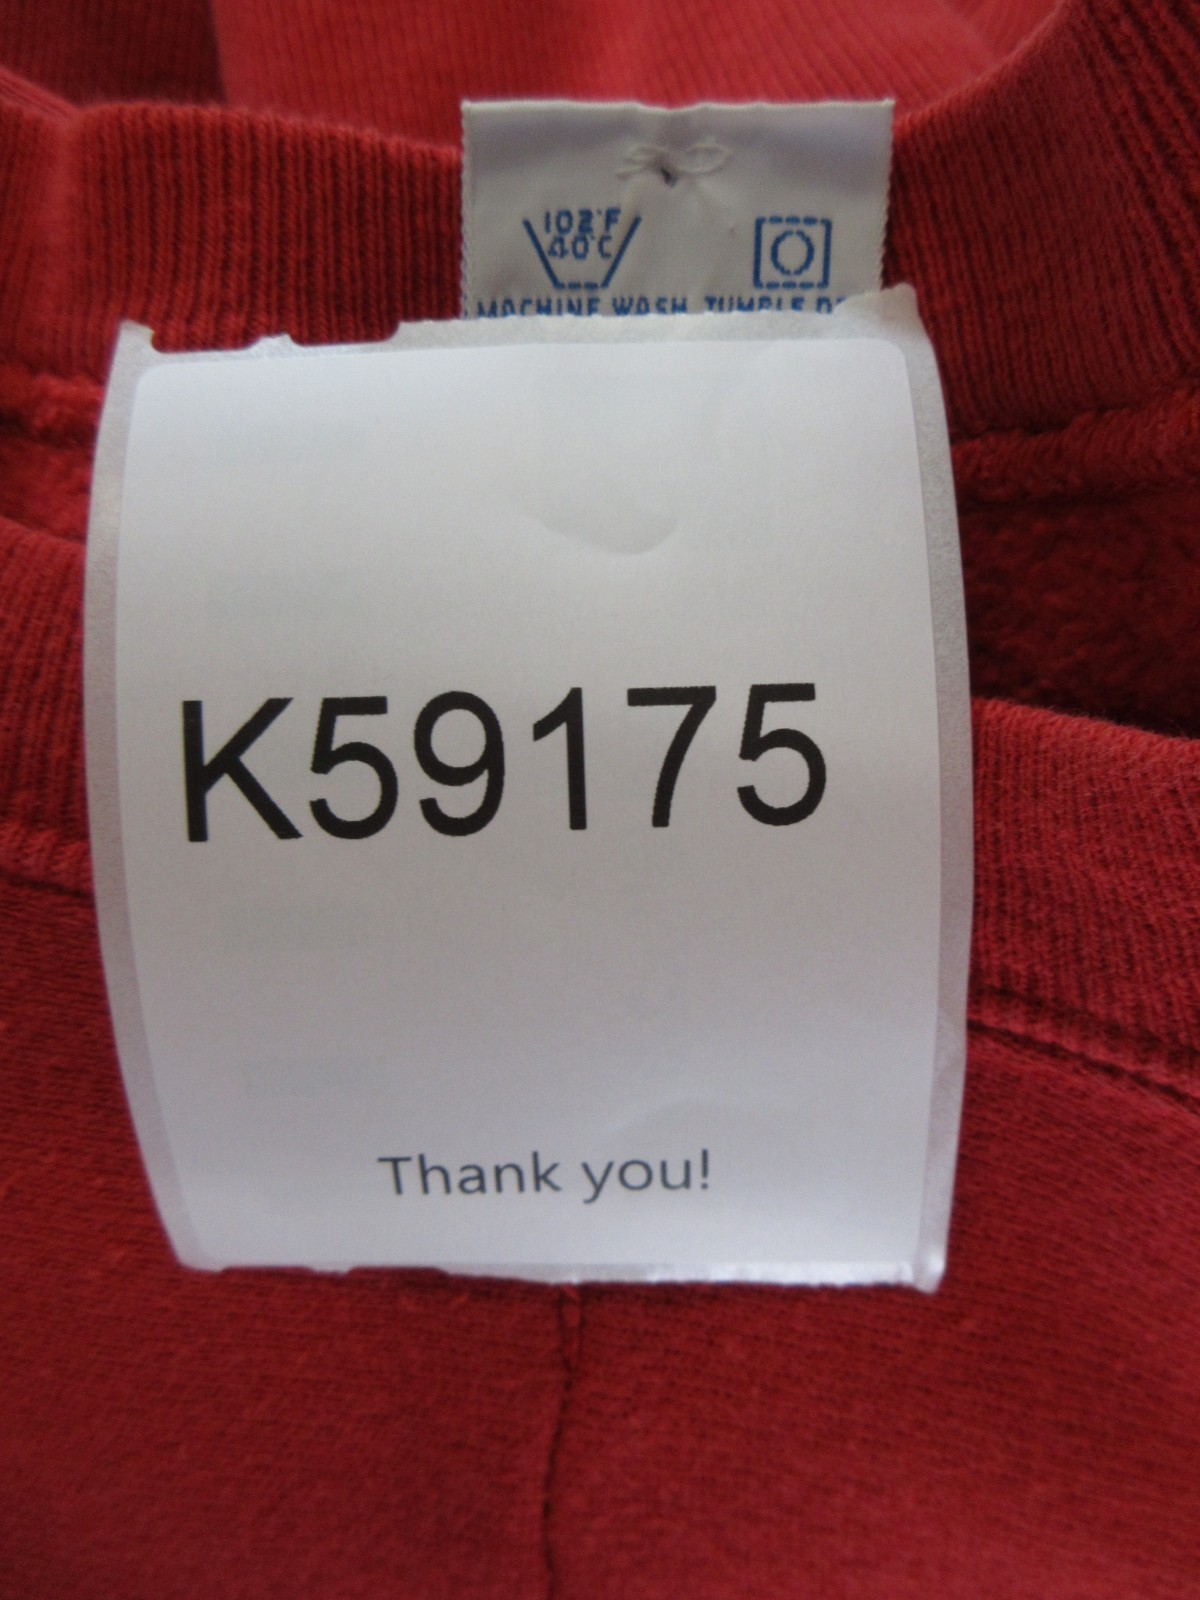 102°F
40°C
MACHINE WASH TUMBLE
K59175
Thank you!